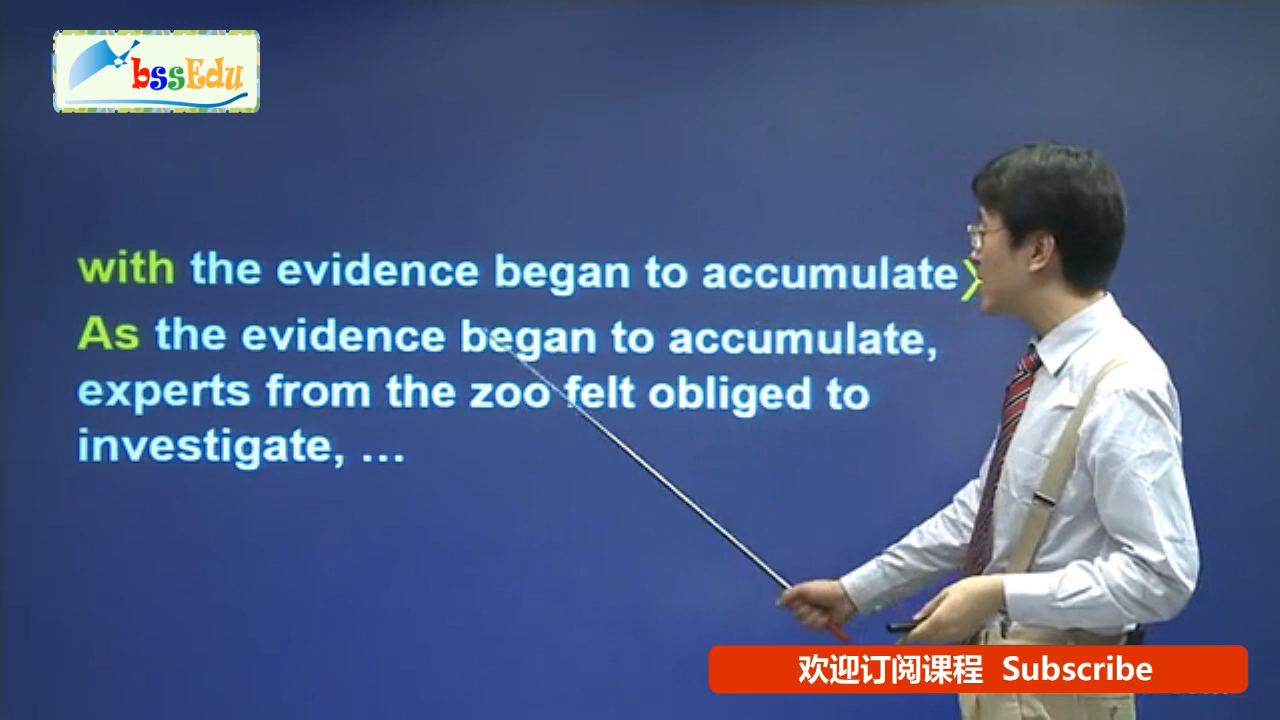 bssEdu
with the evidence began to accumulate
As the evidence began to accumulate,
experts from the zoo felt obliged to
investigate, ...
欢迎订阅课程 Subscribe